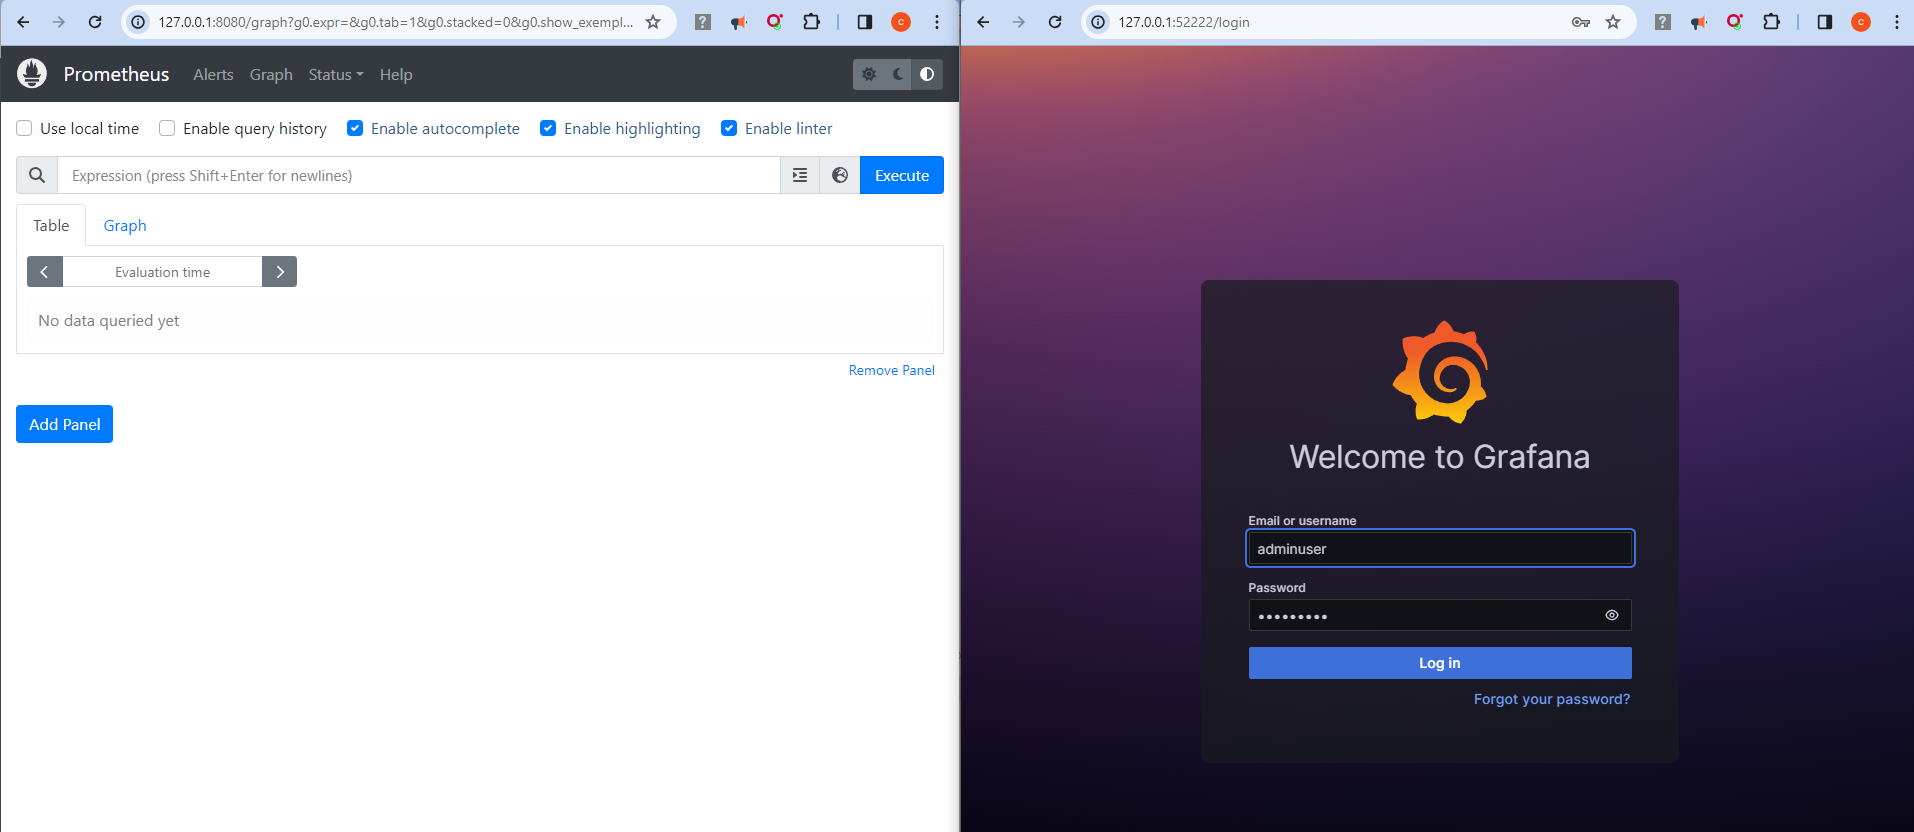 127.0.0.1:8080/graph?g0.expr=&g0.tab=1&g0.stacked=0&g0.show_exempl...
C
Prometheus Alerts Graph Status Help
Use local time Enable query history Enable autocomplete Enable highlighting Enable linter
Expression (press Shift+Enter for newlines) Execute
Table Graph
Evaluation time
No data queried yet
Remove Panel
Add Panel
127.0.0.1:52222/login
C
Welcome to Grafana
Email or username
adminuser
Password
•••••••••
Log in
Forgot your password?